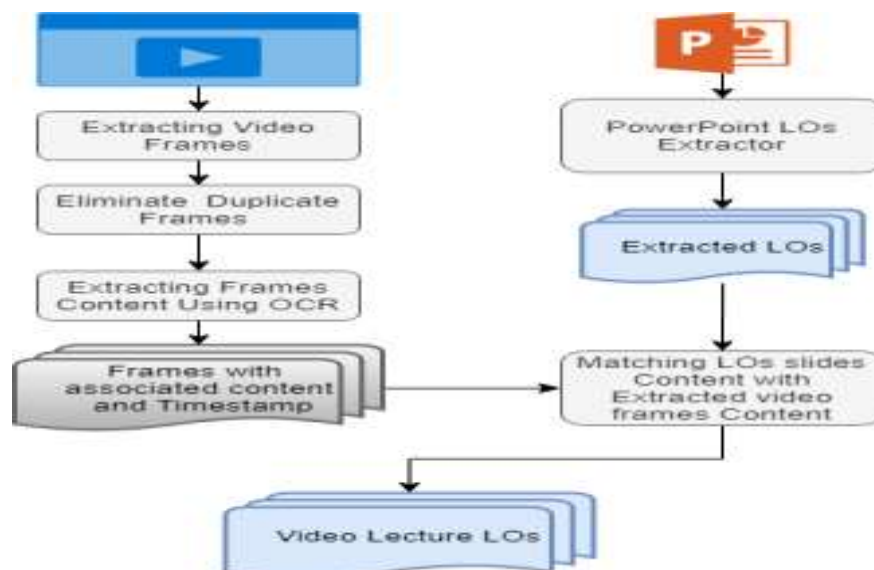 P
Extracting Video
Frames
Eliminate Duplicate
Frames
Extracting Frames
Content Using OCR
Frames with
associated content
and Timestamp
PowerPoint LOs
Extractor
Extracted LOs
Matching LOs slides
Content with
Extracted video
frames Content
Video Lecture LOs